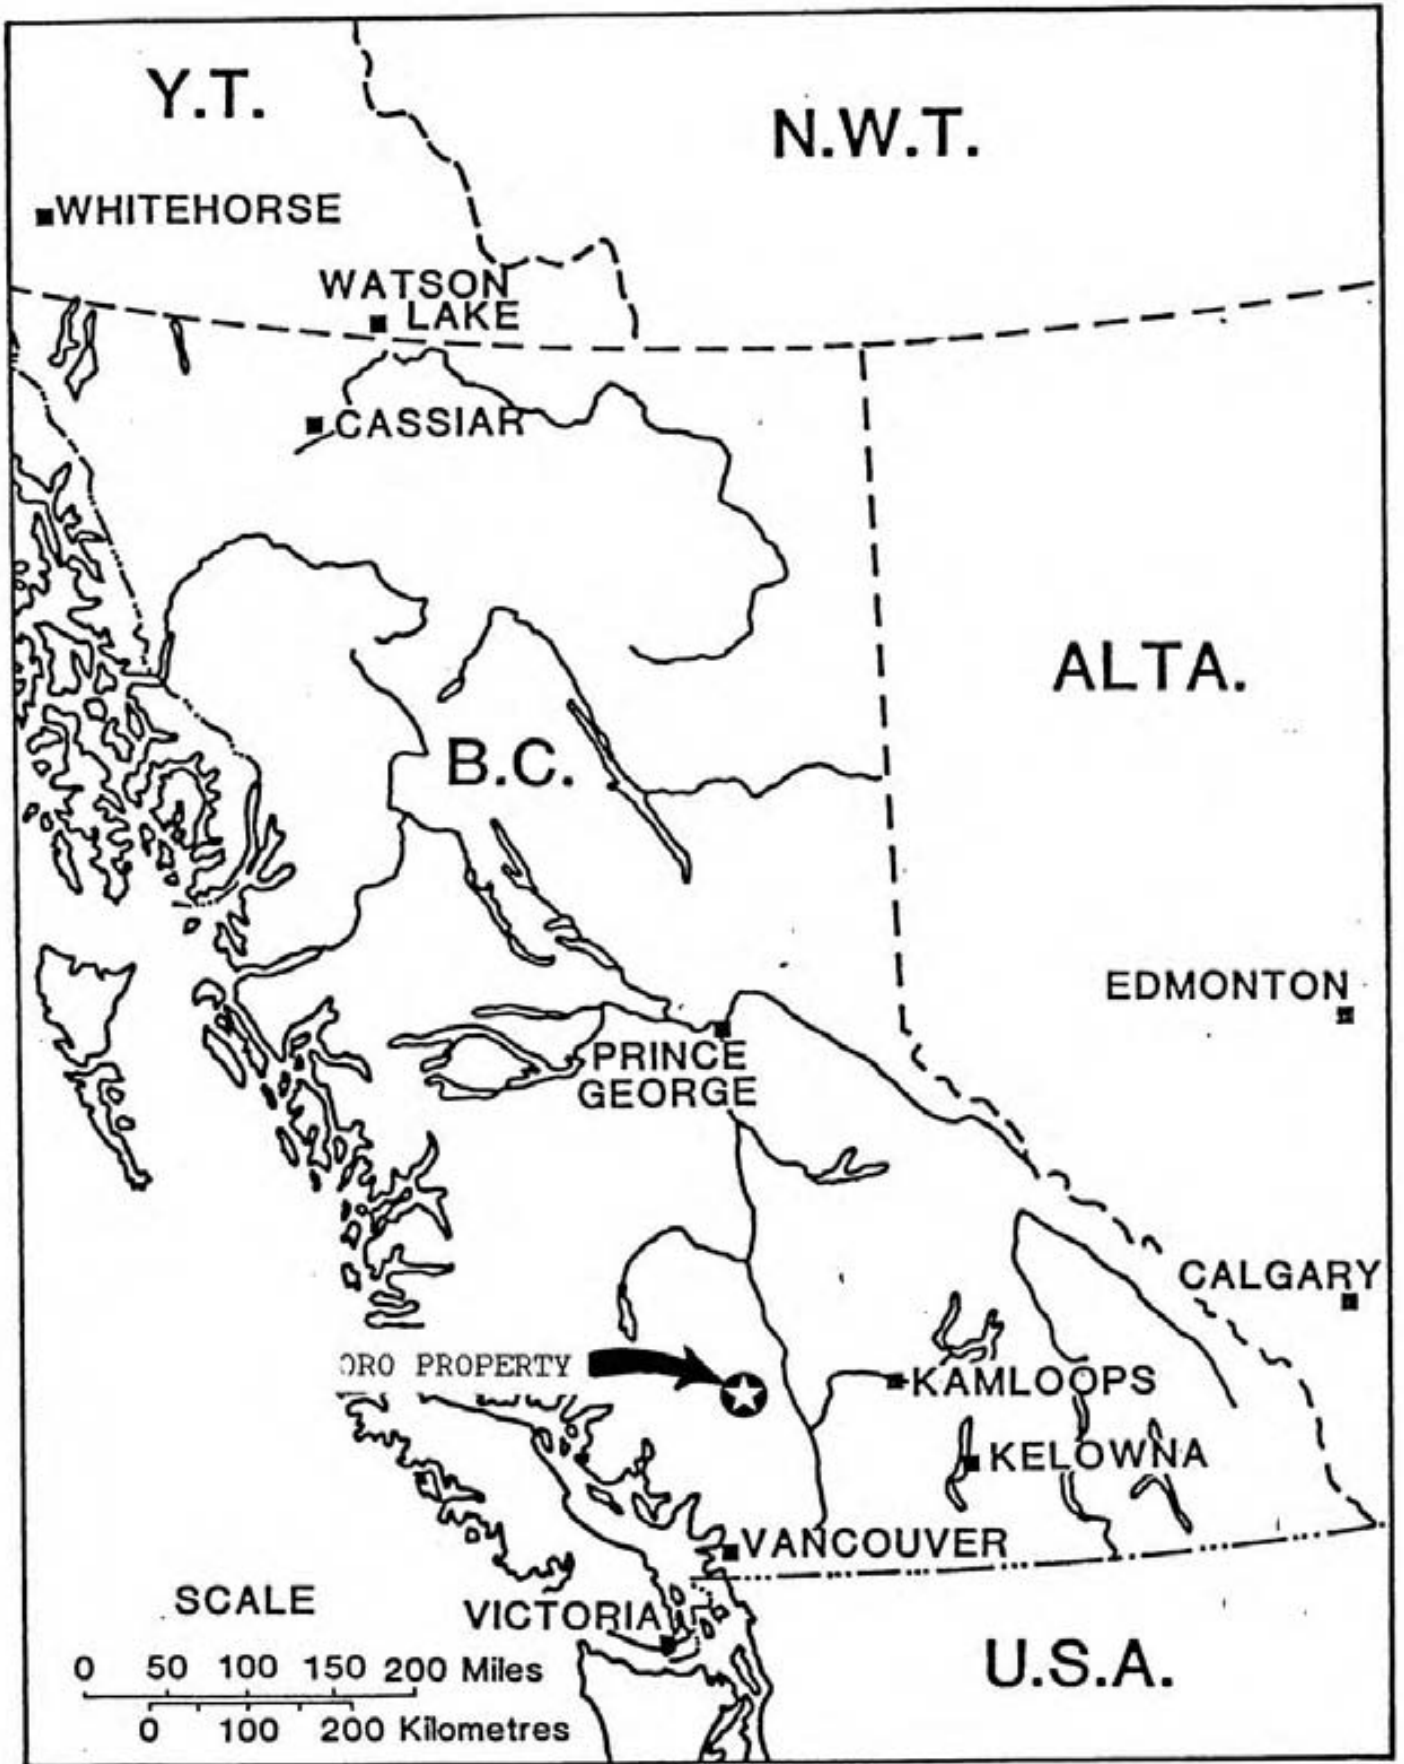 Y.T.
N.W.T.
WHITEHORSE
WATSON
LAKE
CASSIAR
ALTA.
B.C.
EDMONTON
PRINCE
GEORGE
CALGARY
ORO PROPERTY
KAMLOOPS
KELOWNA
VANCOUVER
SCALE
VICTORIA
U.S.A.
0 50 100 150 200 Miles
0 100 200 Kilometres